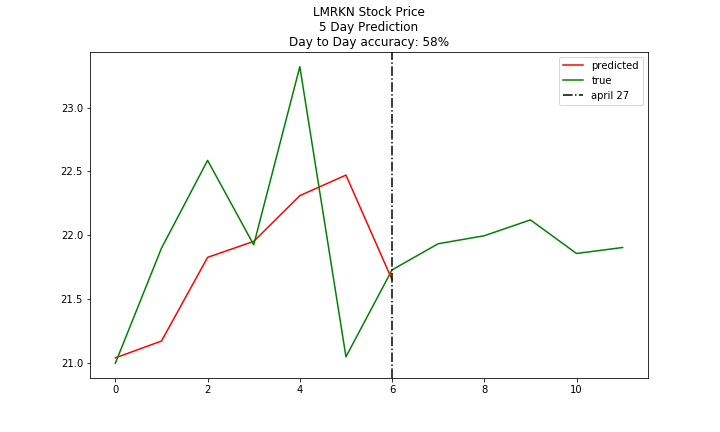 LMRKN Stock Price
5 Day Prediction
Day to Day accuracy: 58%
predicted
true
april 27
23.0
22.5
22.0
21.5
21.0
0 2 4 6 8 10